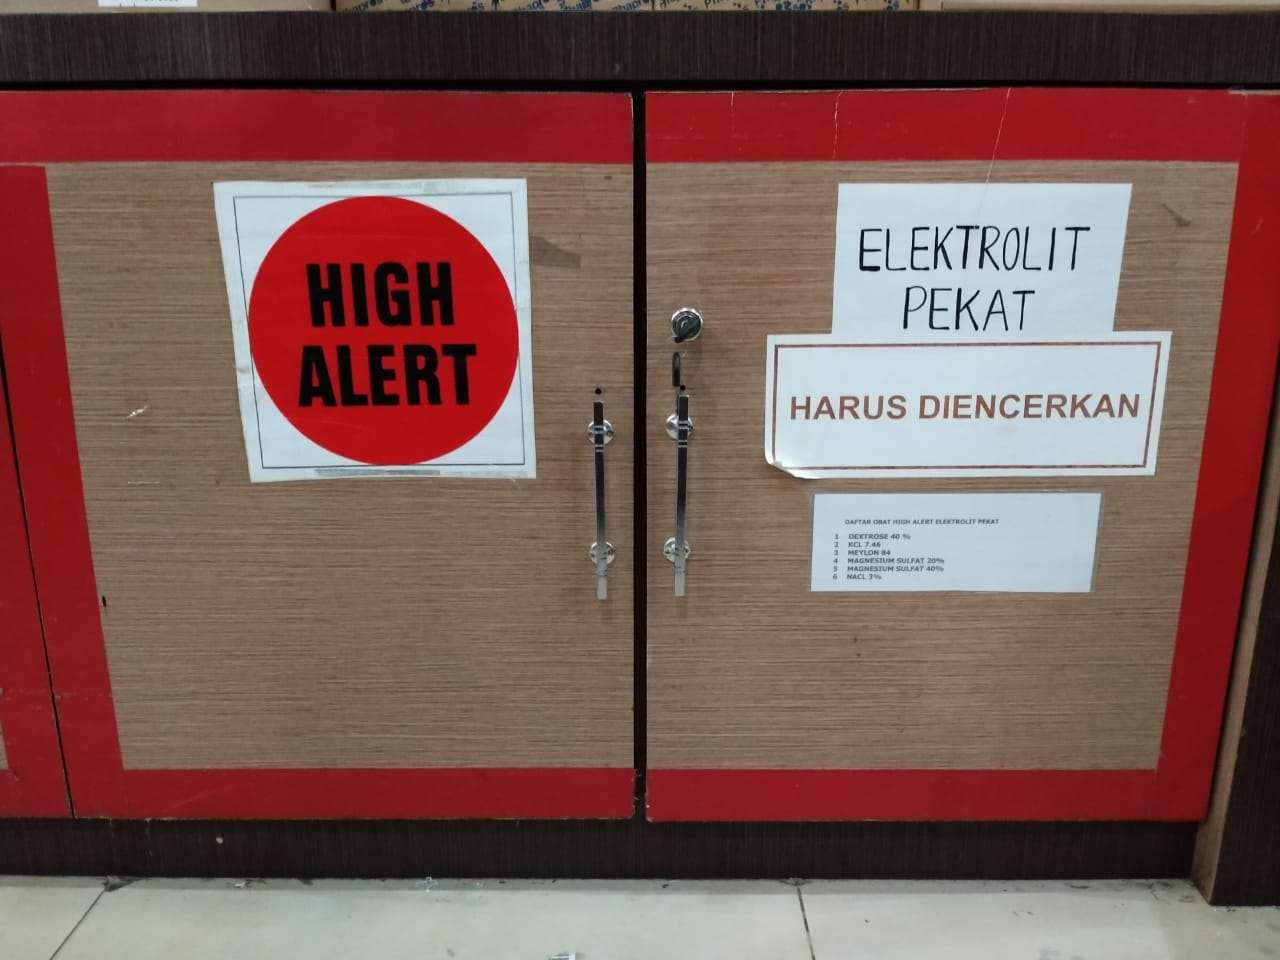 HIGH
ALERT
ELEKTROLIT
PEKAT
HARUS DIENCERKAN
DAFTAR OBAT HIGH ALERT ELEKTROLIT PEKAT
1 DEXTROSE 40 %
2 KCL 7.46
3 MEYLON 84
4 MAGNESIUM SULFAT 20%
5 MAGNESIUM SULFAT 40%
6 NACL 3%